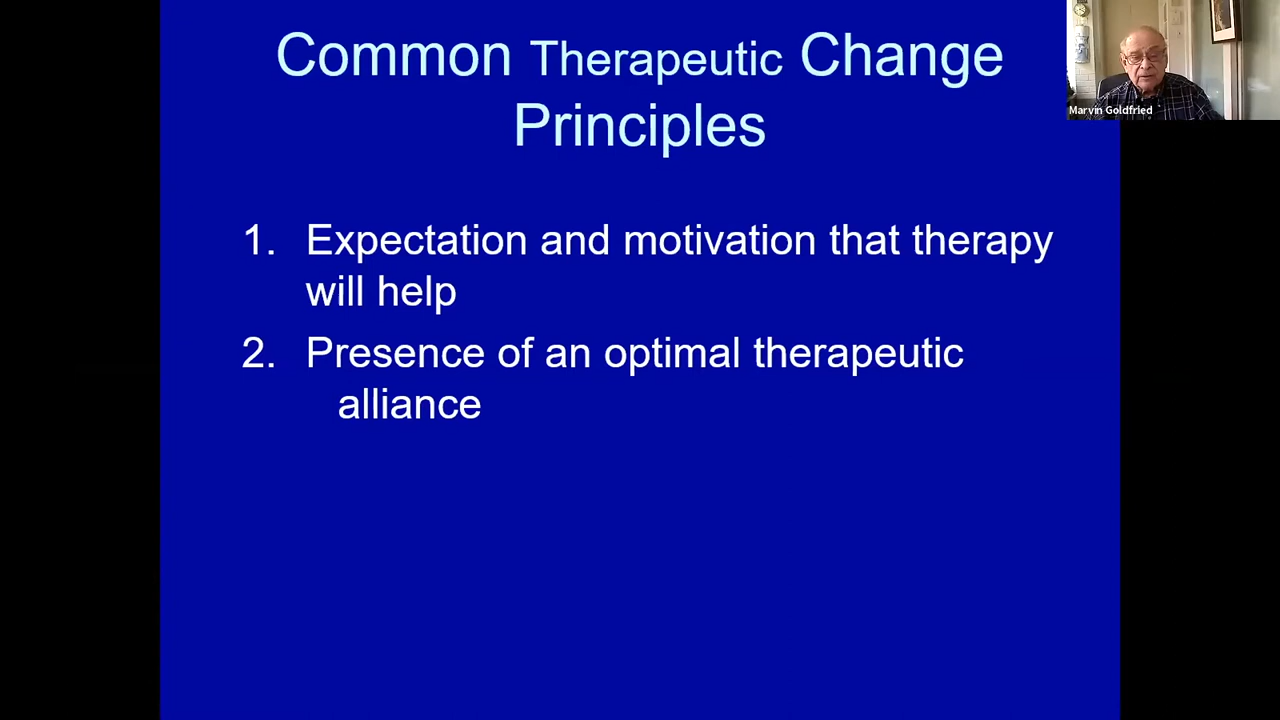 Common Therapeutic Change
Principles
1. Expectation and motivation that therapy
will help
2. Presence of an optimal therapeutic
alliance
Marvin Goldfried